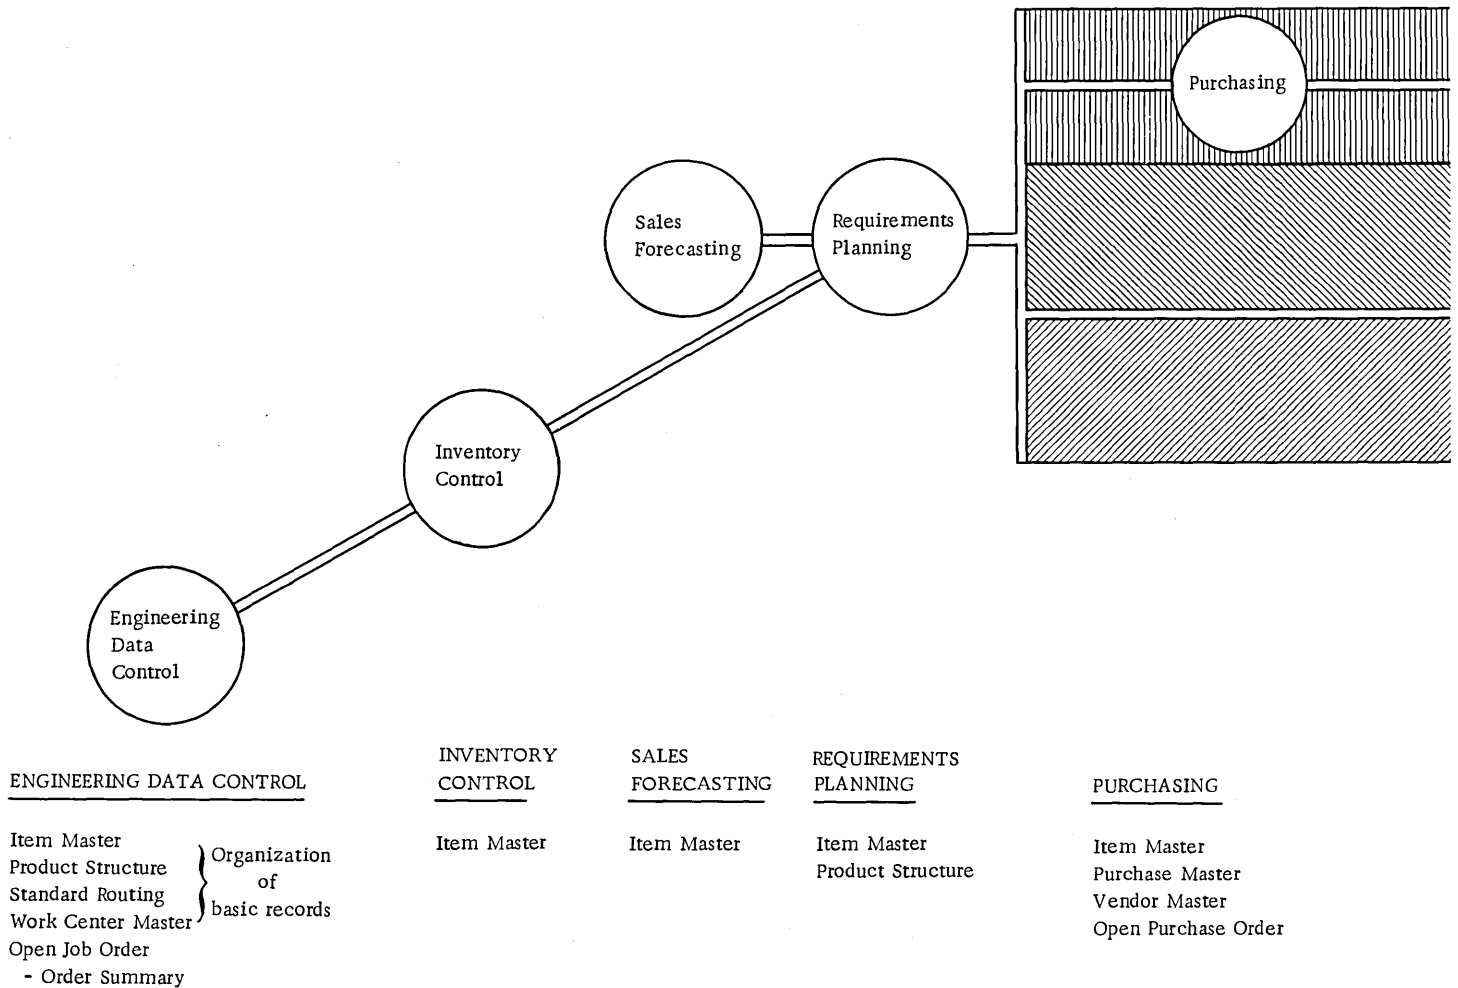 Purchasing
Sales
Forecasting
Requirements
Planning
Inventory
Control
Engineering
Data
Control
ENGINEERING DATA CONTROL
Item Master
Product Structure
Standard Routing
Work Center Master
Open Job Order
- Order Summary
Organization
of
basic records
INVENTORY
CONTROL
Item Master
SALES
FORECASTING
Item Master
REQUIREMENTS
PLANNING
Item Master
Product Structure
PURCHASING
Item Master
Purchase Master
Vendor Master
Open Purchase Order